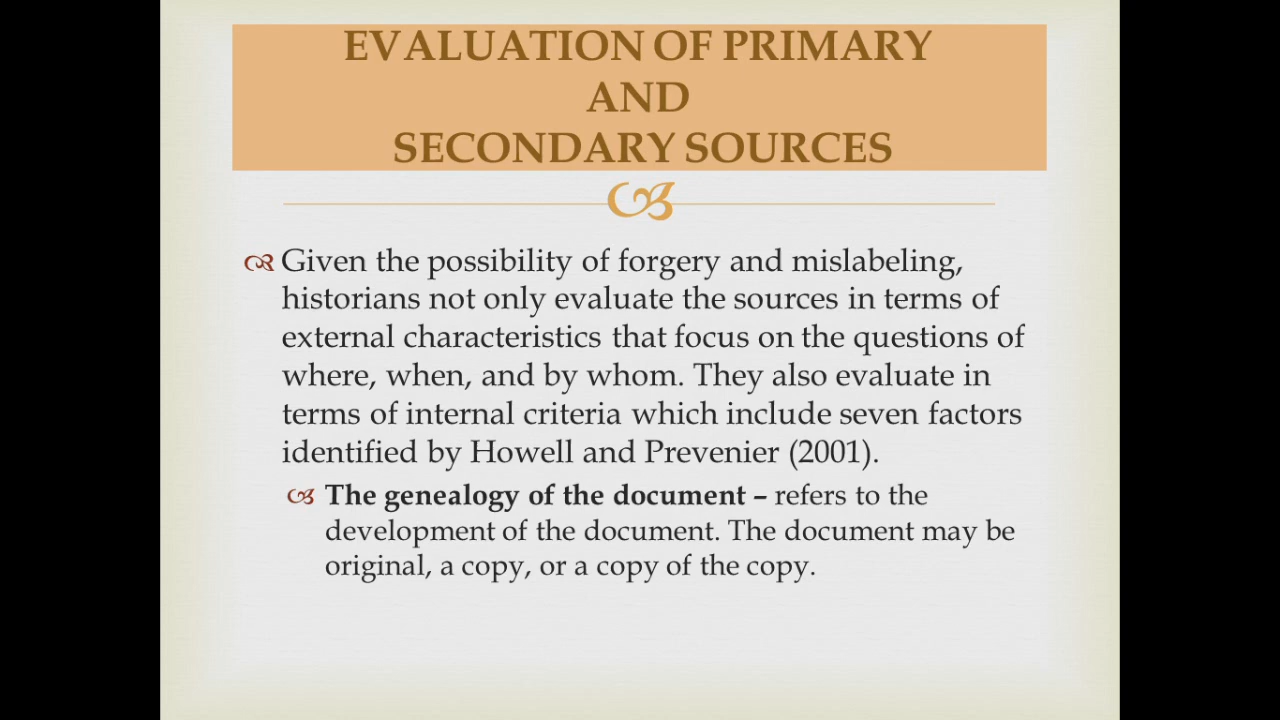 EVALUATION OF PRIMARY
AND
SECONDARY SOURCES
Given the possibility of forgery and mislabeling,
historians not only evaluate the sources in terms of
external characteristics that focus on the questions of
where, when, and by whom. They also evaluate in
terms of internal criteria which include seven factors
identified by Howell and Prevenier (2001).
The genealogy of the document – refers to the
development of the document. The document may be
original, a copy, or a copy of the copy.